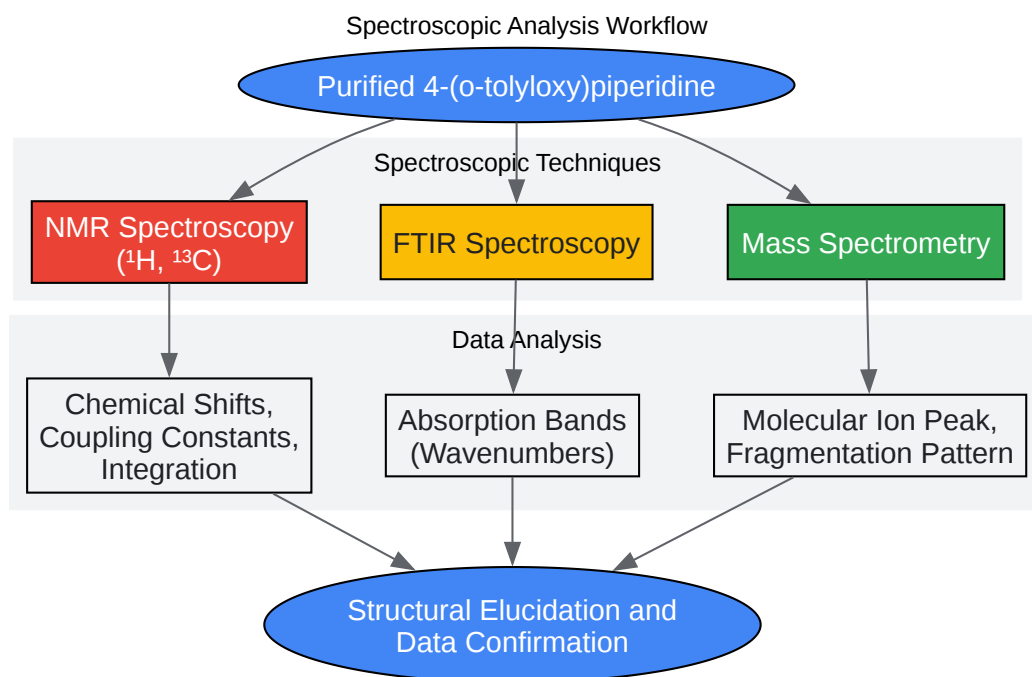 Spectroscopic Analysis Workflow
Purified 4-(o-tolyloxy)piperidine
Spectroscopic Techniques
NMR Spectroscopy
(¹H, ¹³C)
FTIR Spectroscopy
Mass Spectrometry
Data Analysis
Chemical Shifts,
Coupling Constants,
Integration
Absorption Bands
(Wavenumbers)
Molecular Ion Peak,
Fragmentation Pattern
Structural Elucidation and
Data Confirmation